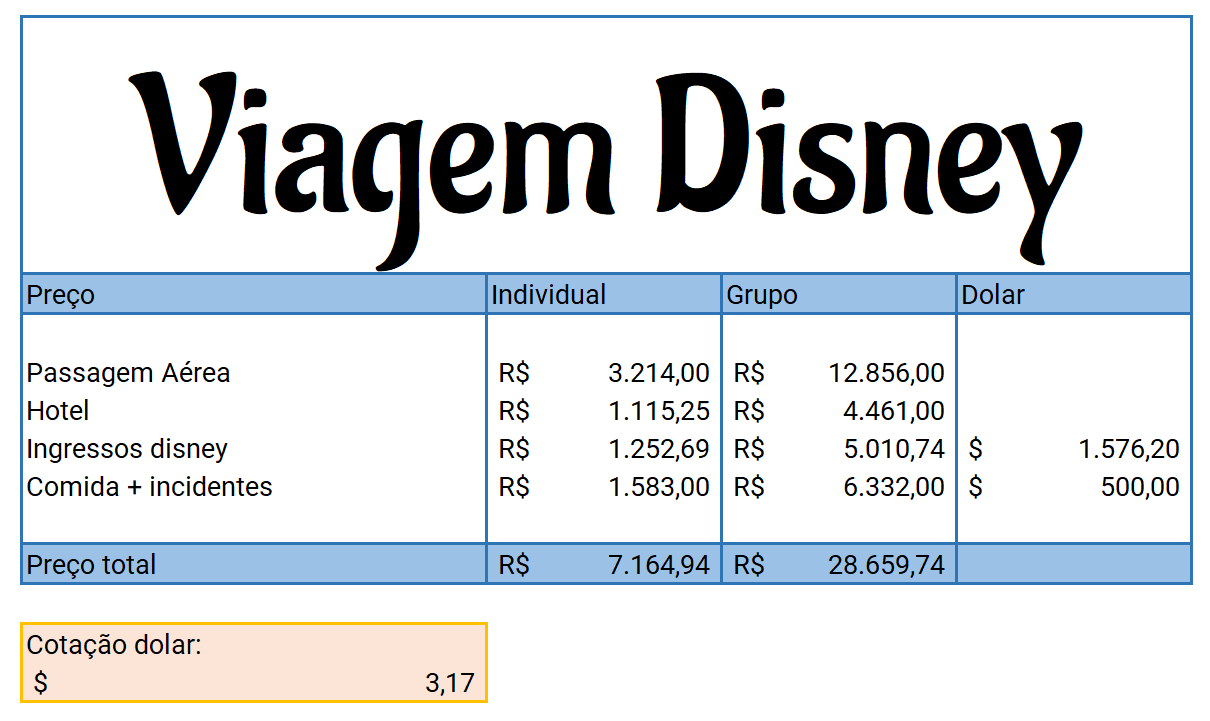 Viagem Disney
Preço Individual Grupo Dolar
Passagem Aérea R$ 3.214,00 R$ 12.856,00
Hotel R$ 1.115,25 R$ 4.461,00
Ingressos disney R$ 1.252,69 R$ 5.010,74 $ 1.576,20
Comida + incidentes R$ 1.583,00 R$ 6.332,00 $ 500,00
Preço total R$ 7.164,94 R$ 28.659,74
Cotação dolar:
$ 3,17